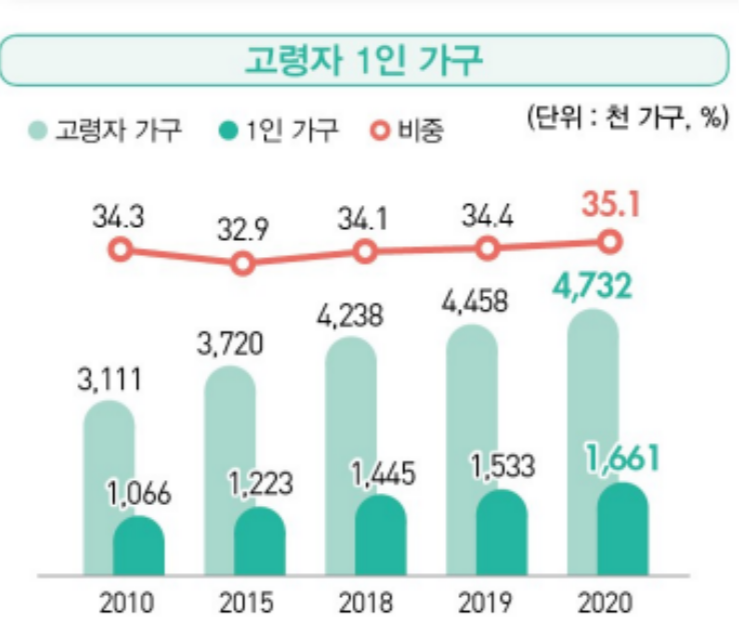 고령자 1인 가구
고령자 가구 1인 가구 비중 (단위 : 천 가구, %)
34.3 32.9 34.1 34.4 35.1
3,111 3,720 4,238 4,458 4,732
1,066 1,223 1,445 1,533 1,661
2010 2015 2018 2019 2020